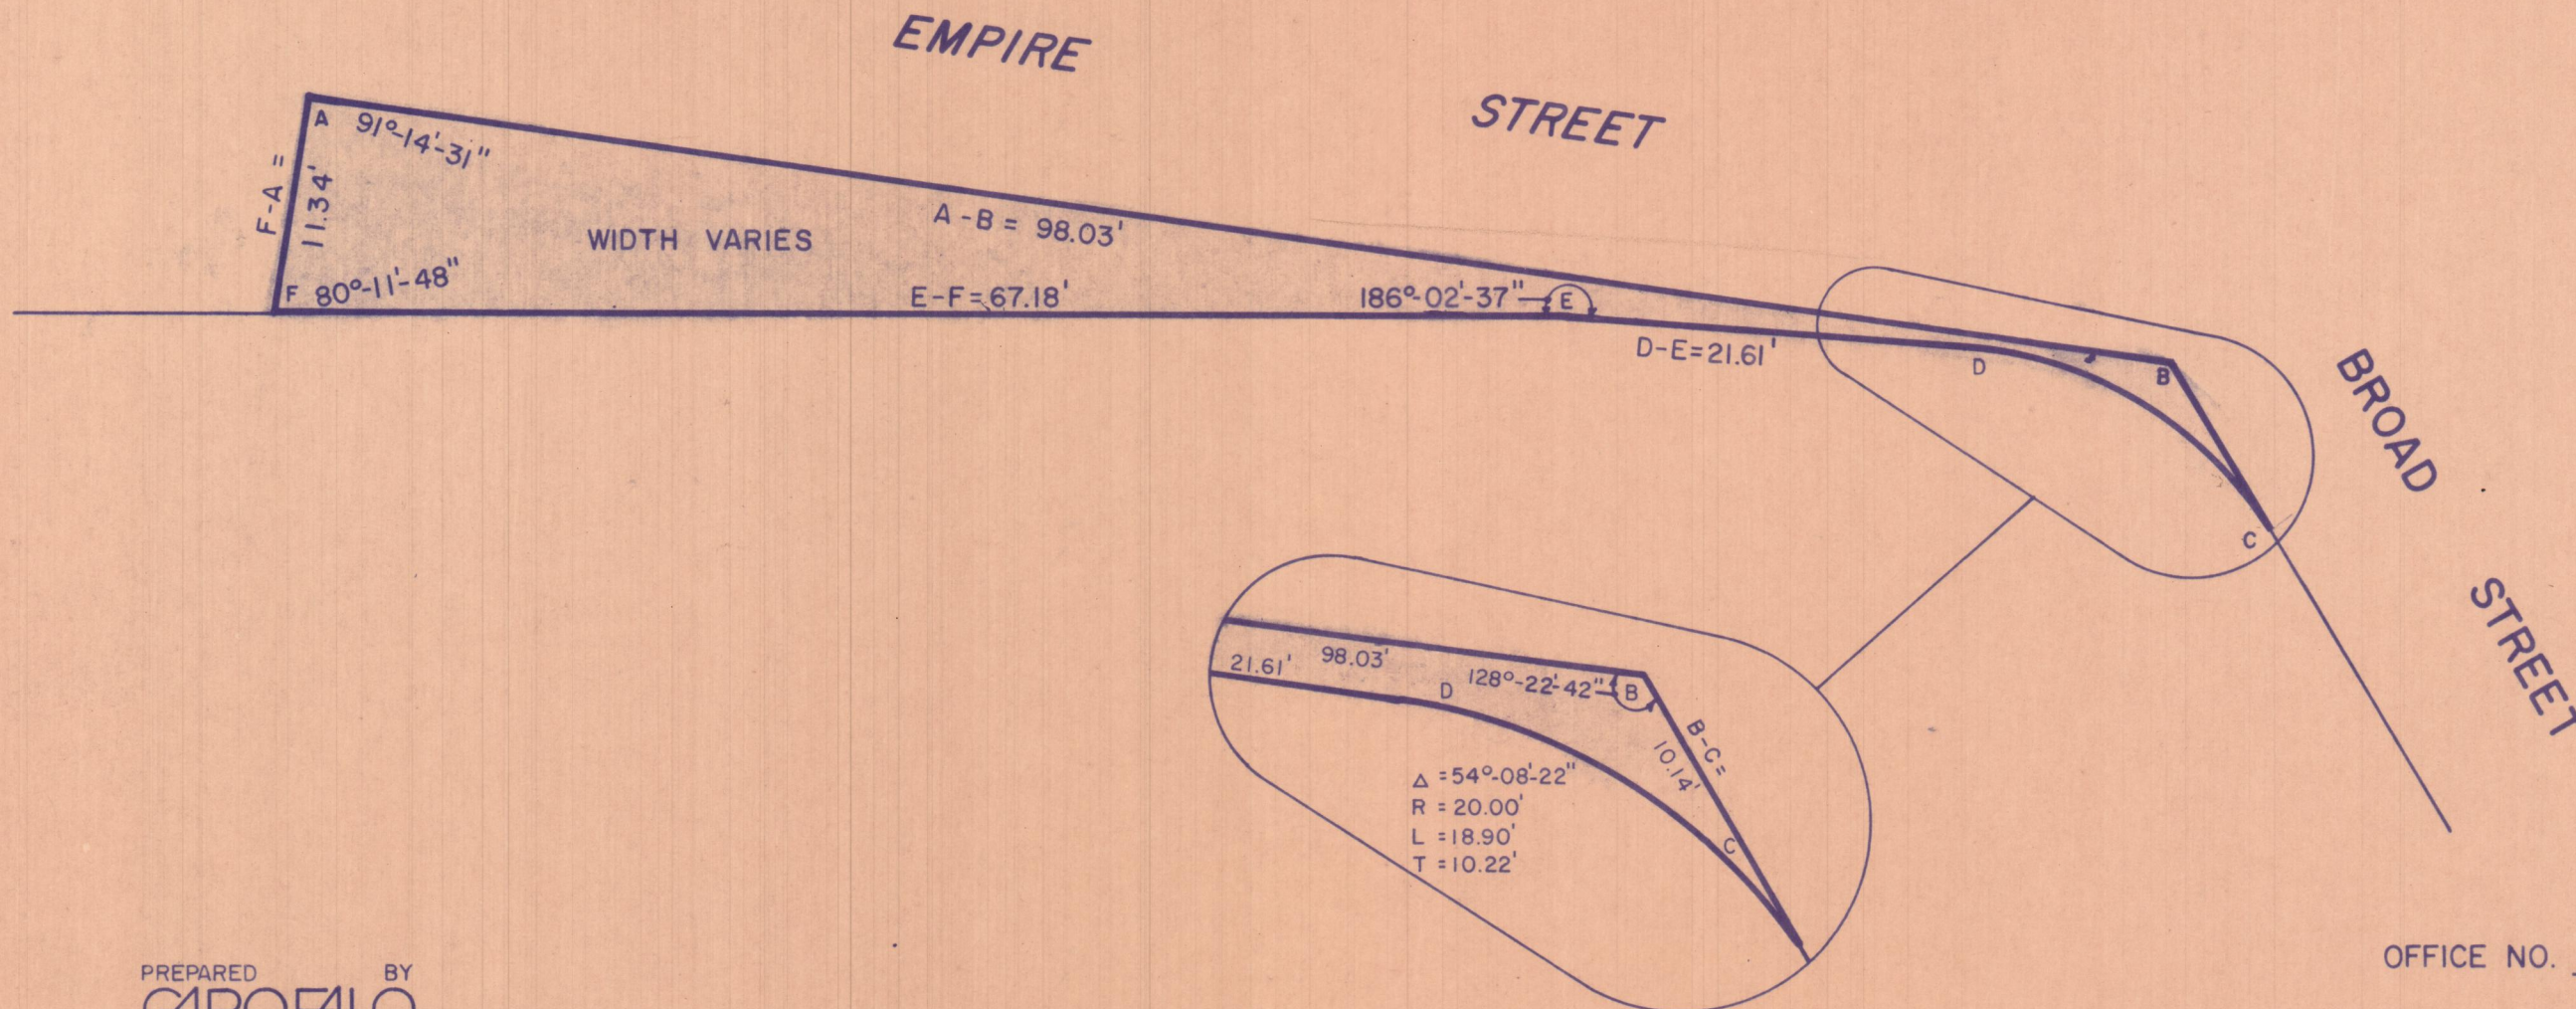 EMPIRE
STREET
A 91°-14'-31"
F-A =
11.34'
WIDTH VARIES
A-B = 98.03'
F 80°-11'-48"
E-F=67.18'
186°-02'-37"
E
D-E=21.61'
D
B
C
BROAD
STREET
98.03'
21.61'
D
128°-22'-42"
B
B-C=
10.14'
C
Δ =54°-08'-22"
R =20.00'
L =18.90'
T =10.22'
PREPARED BY
OFFICE NO.